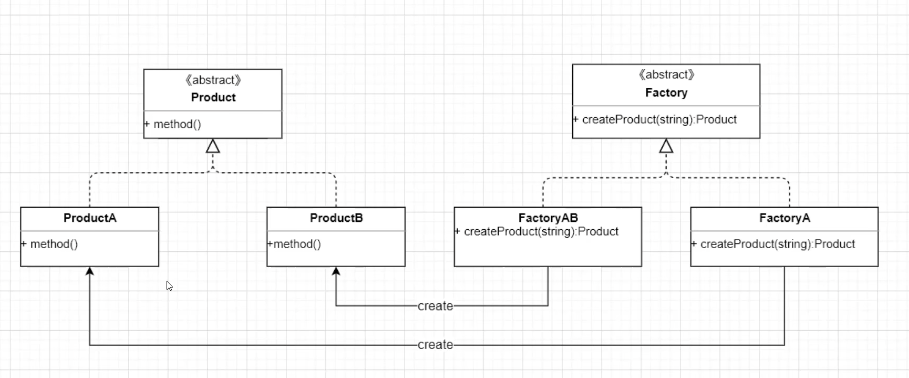 《abstract》
Product
+ method()
《abstract》
Factory
+ createProduct(string):Product
ProductA
+ method()
ProductB
+method()
FactoryAB
+ createProduct(string):Product
FactoryA
+ createProduct(string):Product
create
create